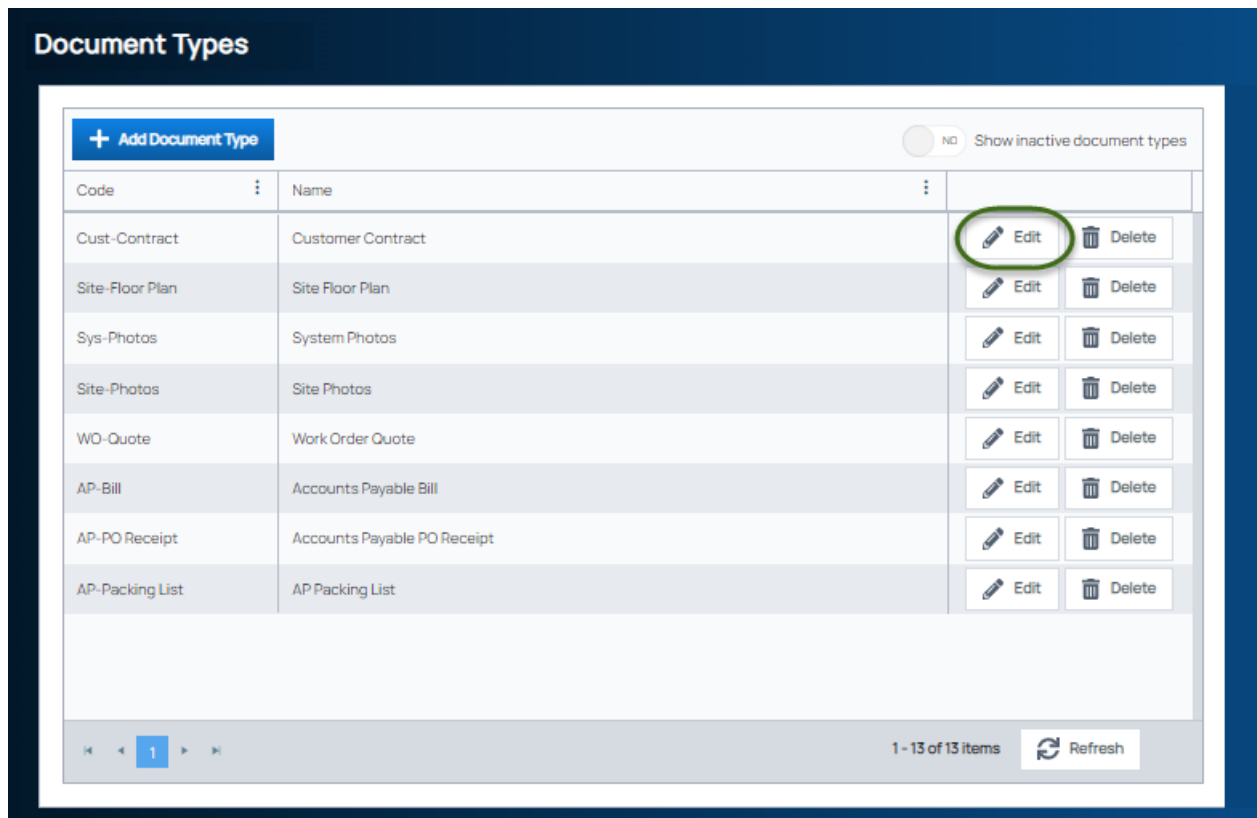 Document Types
Add Document Type
NO Show inactive document types
Code Name
Cust-Contract Customer Contract Edit Delete
Site-Floor Plan Site Floor Plan Edit Delete
Sys-Photos System Photos Edit Delete
Site-Photos Site Photos Edit Delete
WO-Quote Work Order Quote Edit Delete
AP-Bill Accounts Payable Bill Edit Delete
AP-PO Receipt Accounts Payable PO Receipt Edit Delete
AP-Packing List AP Packing List Edit Delete
1 1 - 13 of 13 items Refresh